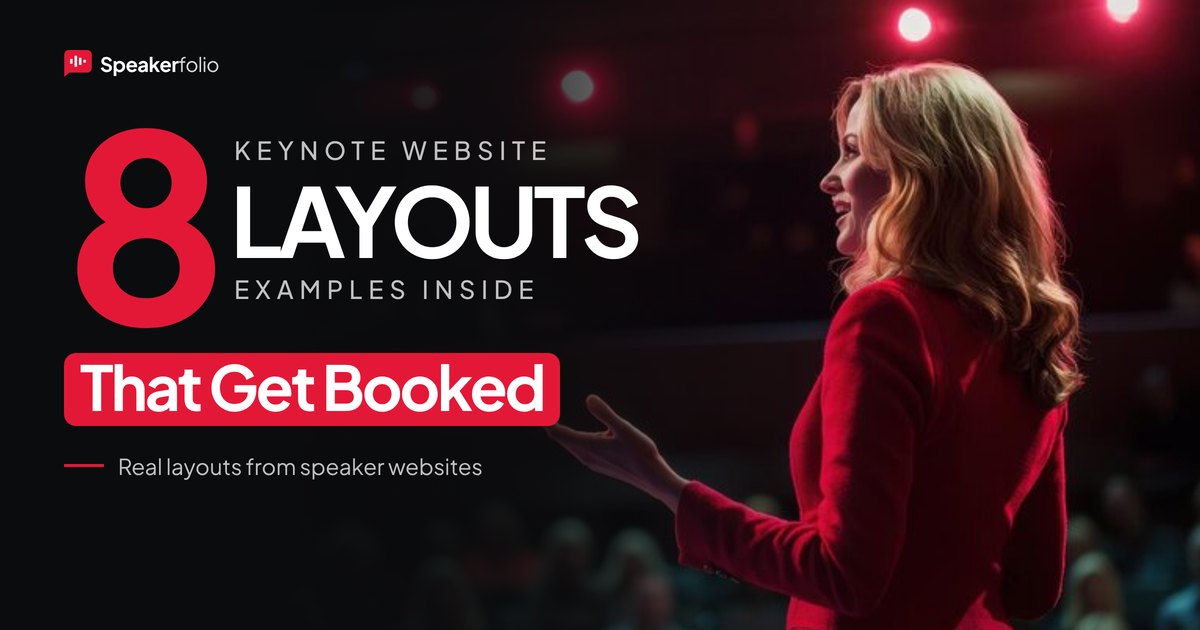 Speakerfolio
8
KEYNOTE WEBSITE
LAYOUTS
EXAMPLES INSIDE
That Get Booked
Real layouts from speaker websites